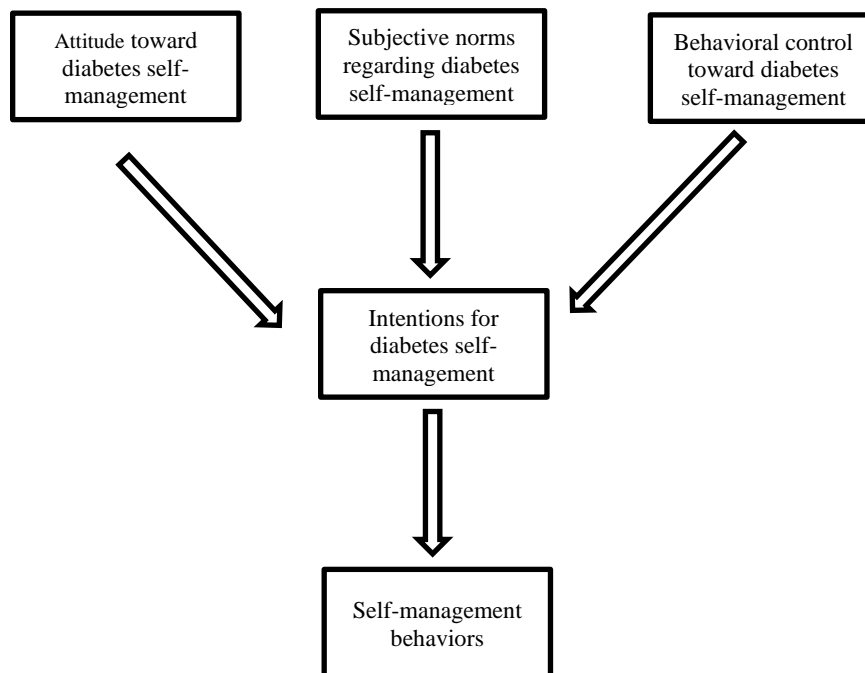 Attitude toward
diabetes self-
management
Subjective norms
regarding diabetes
self-management
Behavioral control
toward diabetes
self-management
Intentions for
diabetes self-
management
Self-management
behaviors